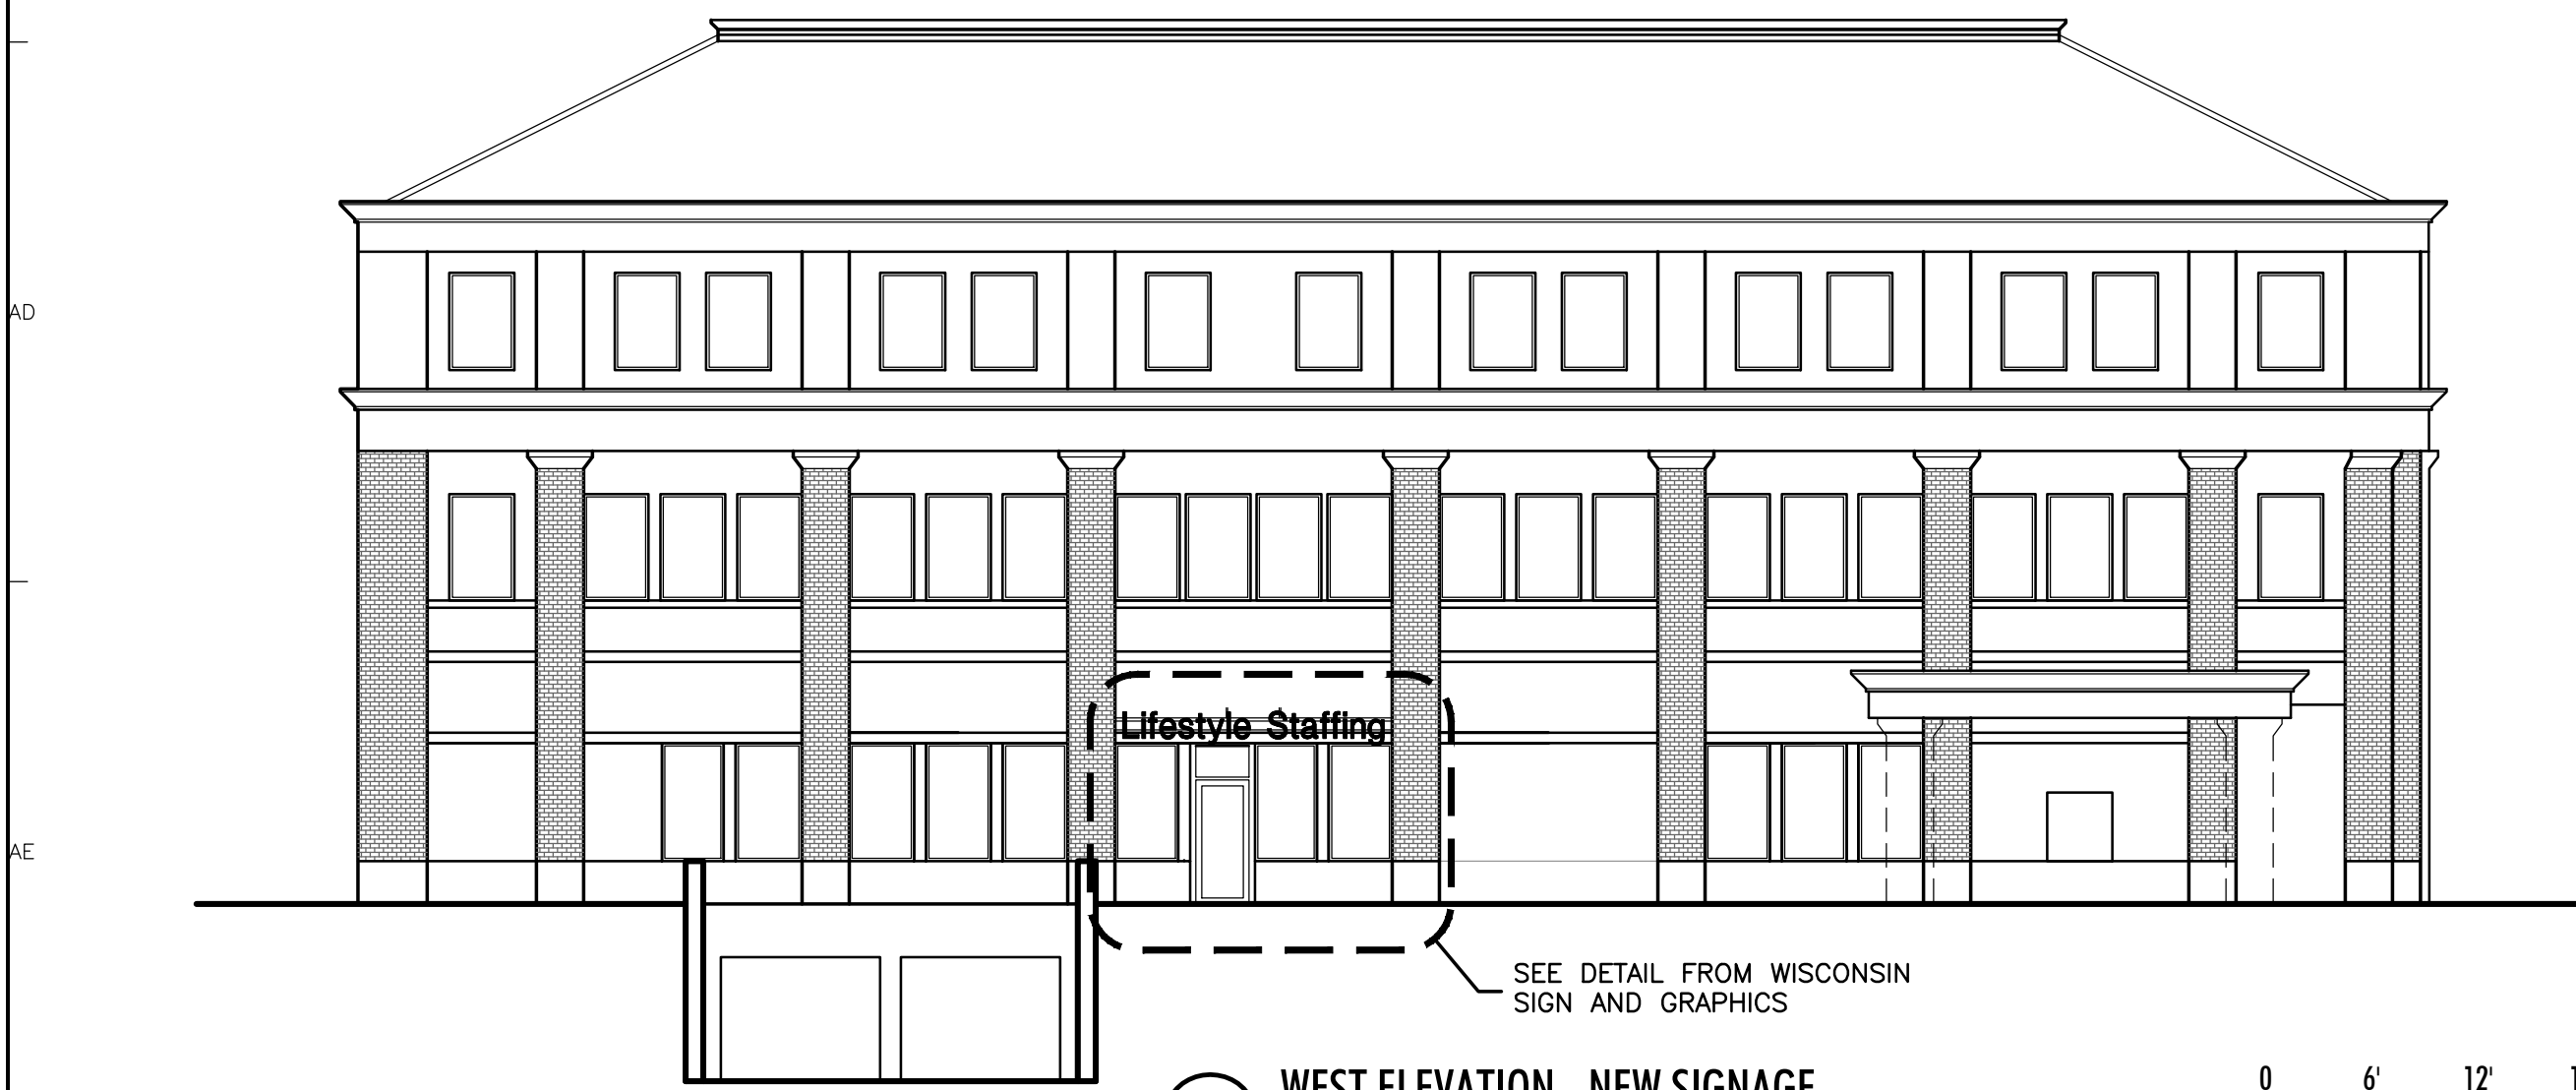 AD
AE
Lifestyle Staffing
SEE DETAIL FROM WISCONSIN
SIGN AND GRAPHICS
WEST ELEVATION - NEW SIGNAGE
0 6' 12'